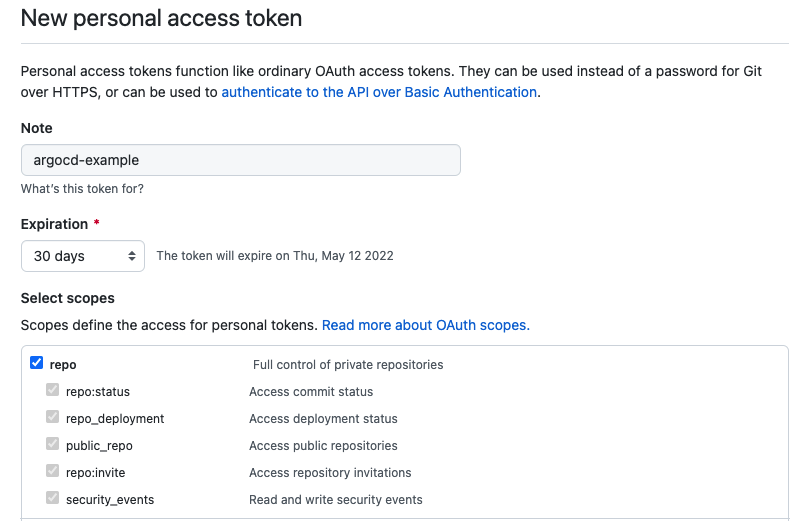 New personal access token
Personal access tokens function like ordinary OAuth access tokens. They can be used instead of a password for Git
over HTTPS, or can be used to authenticate to the API over Basic Authentication.
Note
argocd-example
What's this token for?
Expiration *
30 days The token will expire on Thu, May 12 2022
Select scopes
Scopes define the access for personal tokens. Read more about OAuth scopes.
repo Full control of private repositories
repo:status Access commit status
repo_deployment Access deployment status
public_repo Access public repositories
repo:invite Access repository invitations
security_events Read and write security events